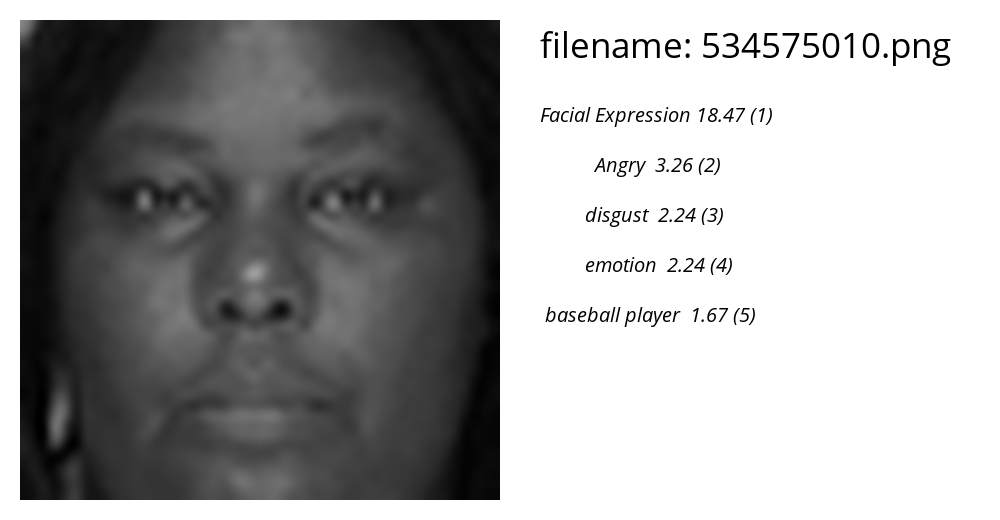 filename: 534575010.png
Facial Expression 18.47 (1)
Angry 3.26 (2)
disgust 2.24 (3)
emotion 2.24 (4)
baseball player 1.67 (5)